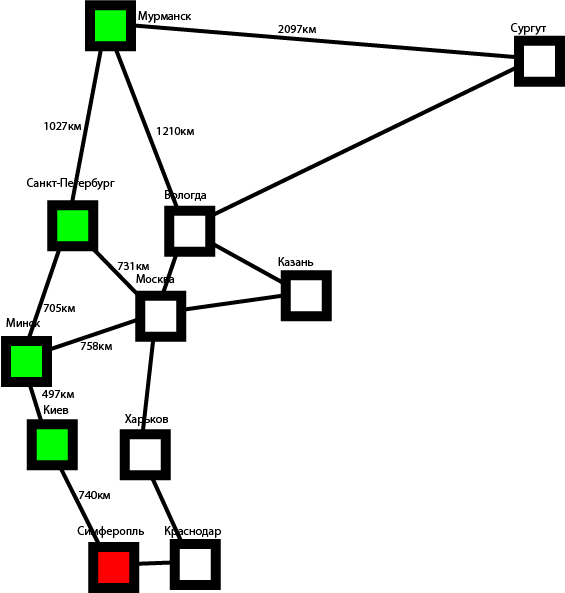 Мурманск
2097км
Сургут
1027км
1210км
Санкт-Петербург
Вологда
731км
Москва
Казань
705км
Минск
758км
497км
Киев
Харьков
740км
Симферопль
Краснодар